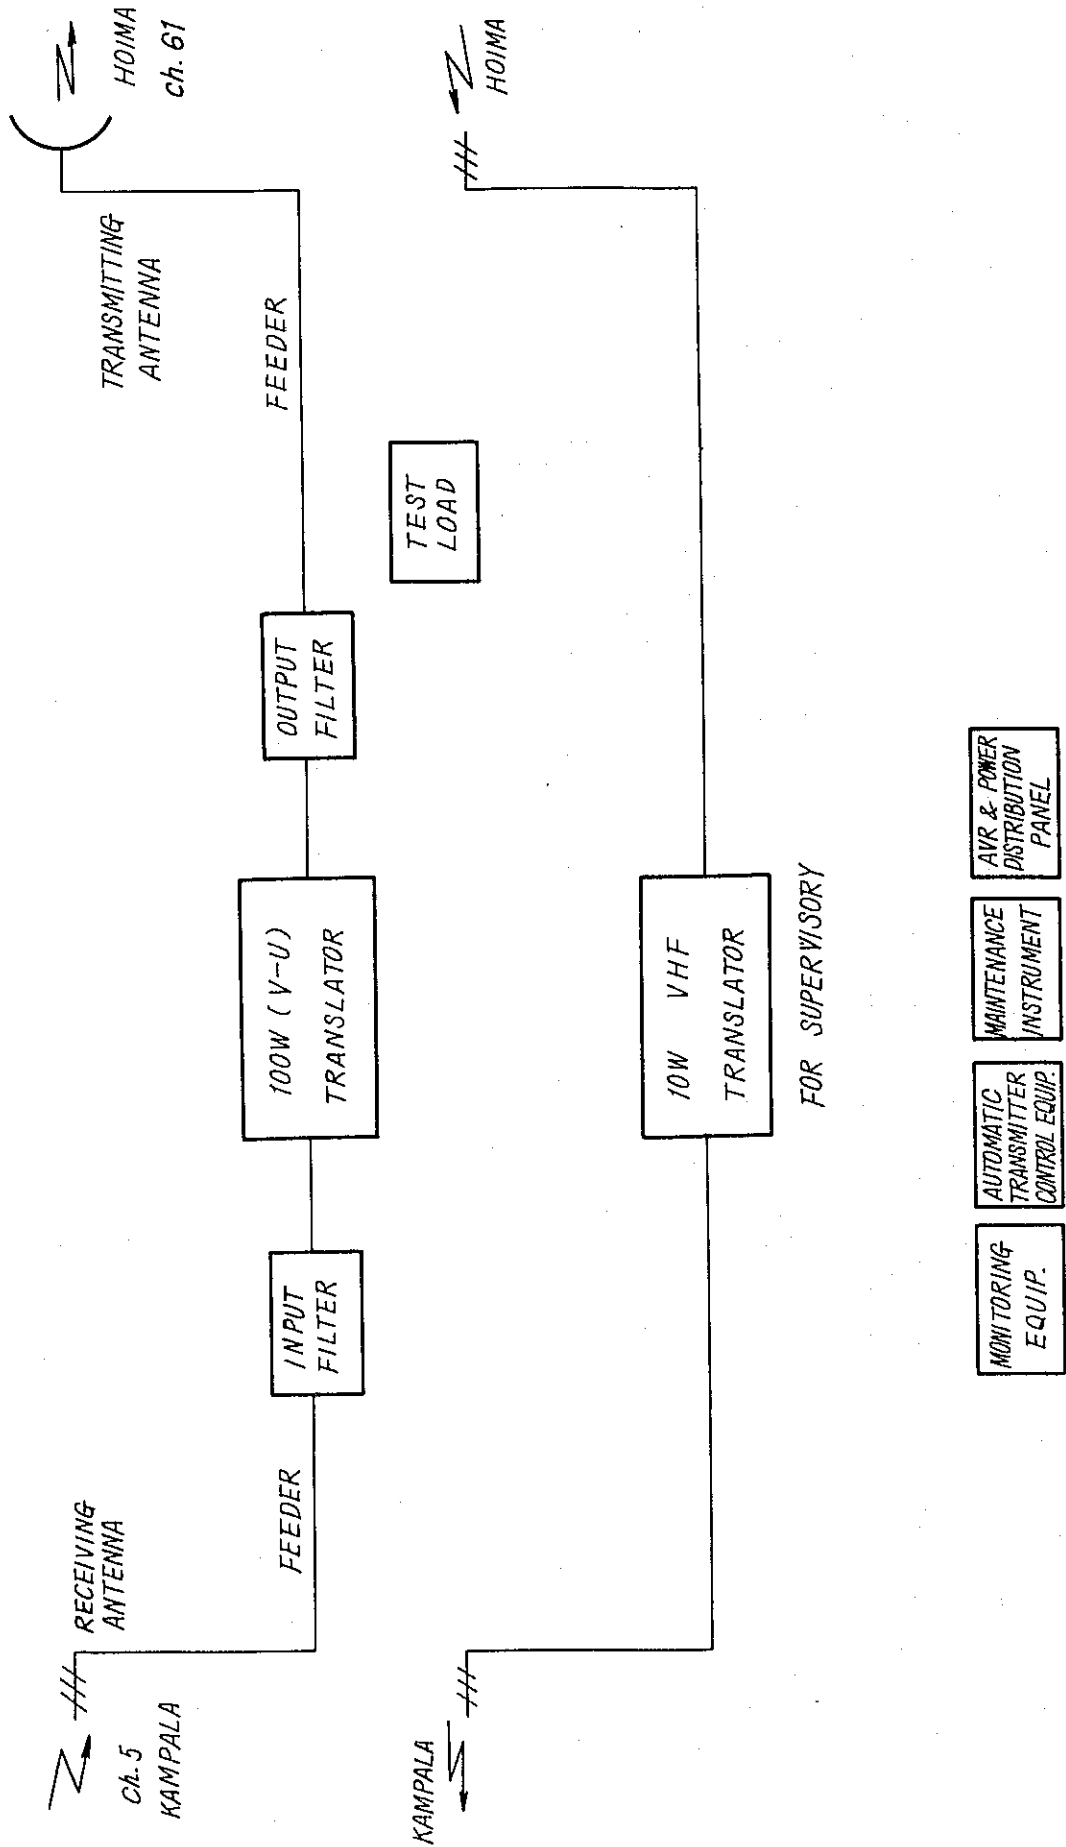 Ch.5
KAMPALA
RECEIVING
ANTENNA
FEEDER
INPUT
FILTER
100W (V-U)
TRANSLATOR
OUTPUT
FILTER
FEEDER
TRANSMITTING
ANTENNA
HOIMA
ch. 61
TEST
LOAD
KAMPALA
10W VHF
TRANSLATOR
FOR SUPERVISORY
HOIMA
MONITORING
EQUIP.
AUTOMATIC
TRANSMITTER
CONTROL EQUIP.
MAINTENANCE
INSTRUMENT
AVR & POWER
DISTRIBUTION
PANEL